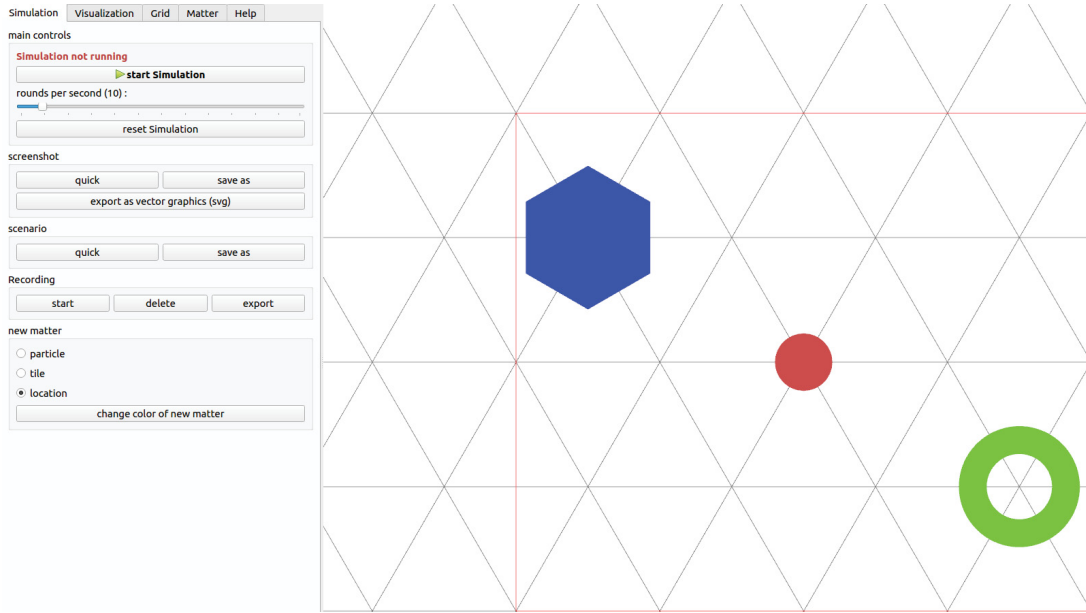 Simulation Visualization Grid Matter Help
main controls
Simulation not running
start Simulation
rounds per second (10) :
reset Simulation
screenshot
quick save as
export as vector graphics (svg)
scenario
quick save as
Recording
start delete export
new matter
particle
tile
location
change color of new matter